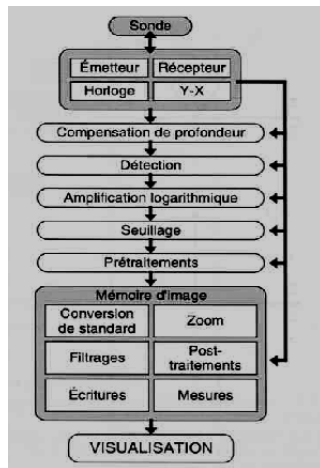 Sonde
Émetteur Récepteur
Horloge Y-X
Compensation de profondeur
Détection
Amplification logarithmique
Seuillage
Prétraitements
Mémoire d'image
Conversion
de standard
Zoom
Filtrages
Post-
traitements
Écritures
Mesures
VISUALISATION